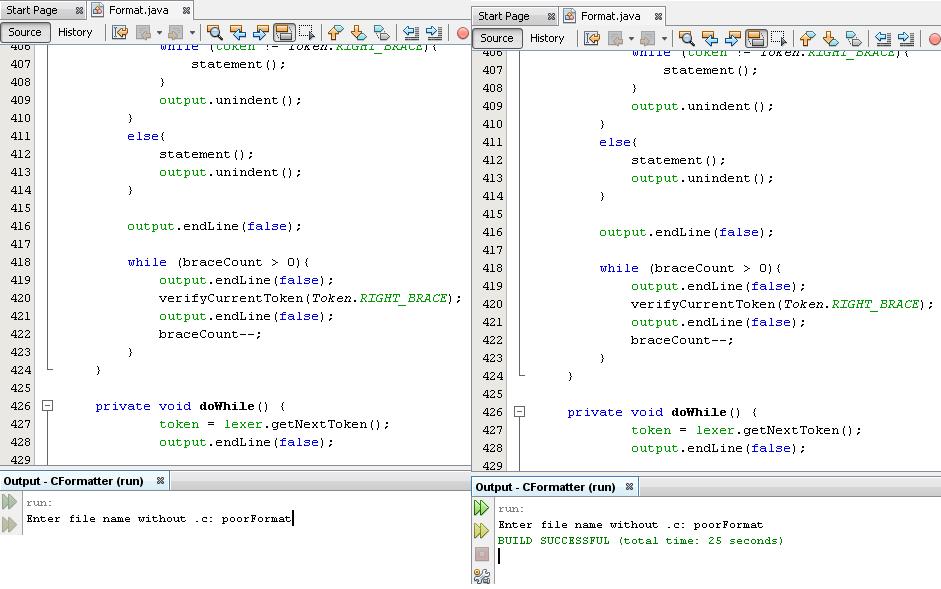 Start Page
Format.java
Source
History
406 while (token != Token.RIGHT_BRACE){
407 statement();
408 }
409 output.unindent();
410 }
411 else{
412 statement();
413 output.unindent();
414 }
415
416 output.endLine(false);
417
418 while (braceCount > 0){
419 output.endLine(false);
420 verifyCurrentToken(Token.RIGHT_BRACE);
421 output.endLine(false);
422 braceCount--;
423 }
424 }
425
426 private void doWhile() {
427 token = lexer.getNextToken();
428 output.endLine(false);
429
Output - CFormatter (run)
run:
Enter file name without .c: poorFormat
Start Page
Format.java
Source
History
406 while (token != Token.RIGHT_BRACE){
407 statement();
408 }
409 output.unindent();
410 }
411 else{
412 statement();
413 output.unindent();
414 }
415
416 output.endLine(false);
417
418 while (braceCount > 0){
419 output.endLine(false);
420 verifyCurrentToken(Token.RIGHT_BRACE);
421 output.endLine(false);
422 braceCount--;
423 }
424 }
425
426 private void doWhile() {
427 token = lexer.getNextToken();
428 output.endLine(false);
429
Output - CFormatter (run)
run:
Enter file name without .c: poorFormat
BUILD SUCCESSFUL (total time: 25 seconds)